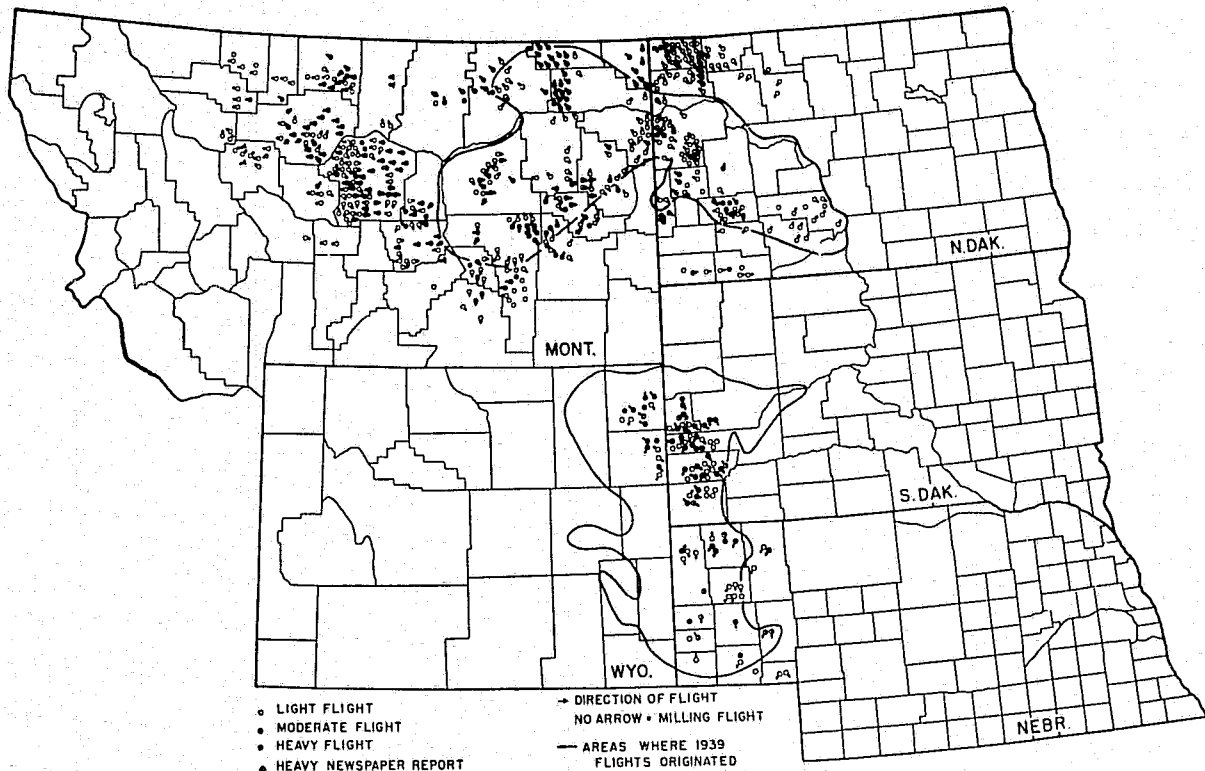 N.DAK.
MONT.
S.DAK.
WYO.
NEBR.
LIGHT FLIGHT
MODERATE FLIGHT
HEAVY FLIGHT
HEAVY NEWSPAPER REPORT
DIRECTION OF FLIGHT
NO ARROW = MILLING FLIGHT
AREAS WHERE 1939
FLIGHTS ORIGINATED